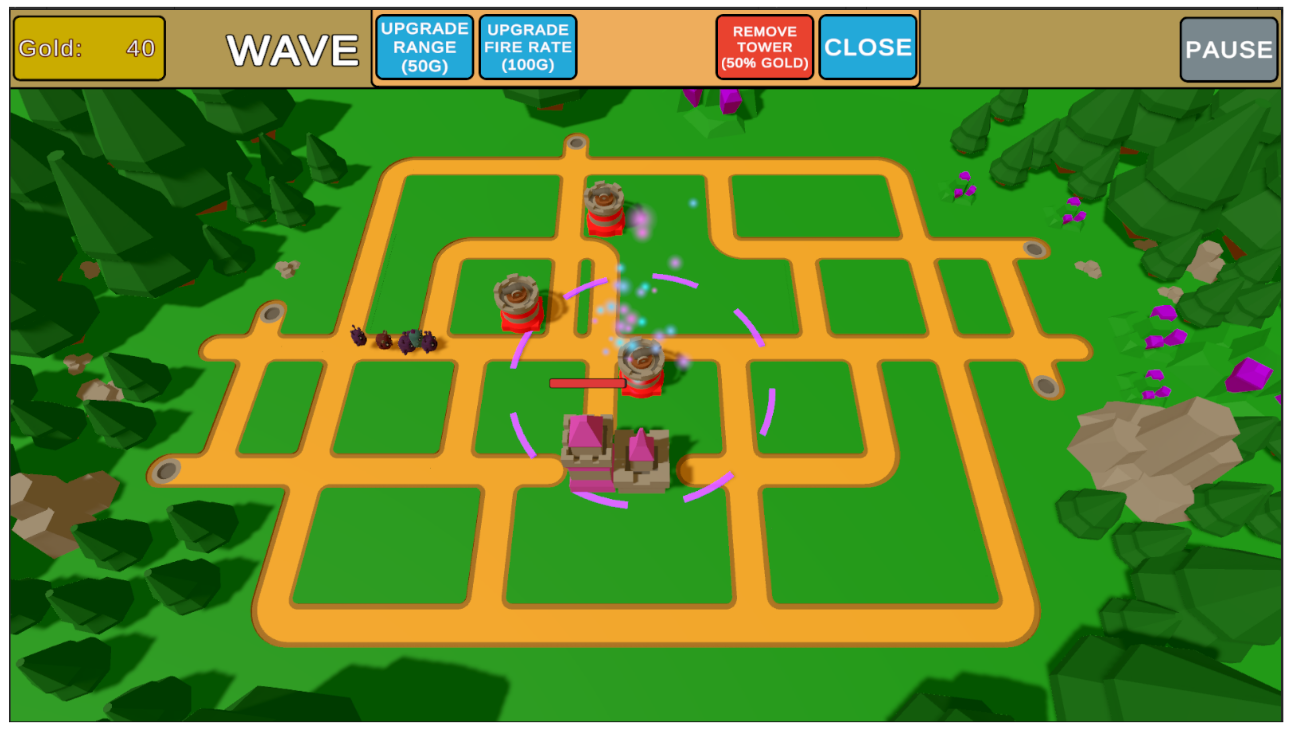 Gold: 40
WAVE
UPGRADE
RANGE
(50G)
UPGRADE
FIRE RATE
(100G)
REMOVE
TOWER
(50% GOLD)
CLOSE
PAUSE